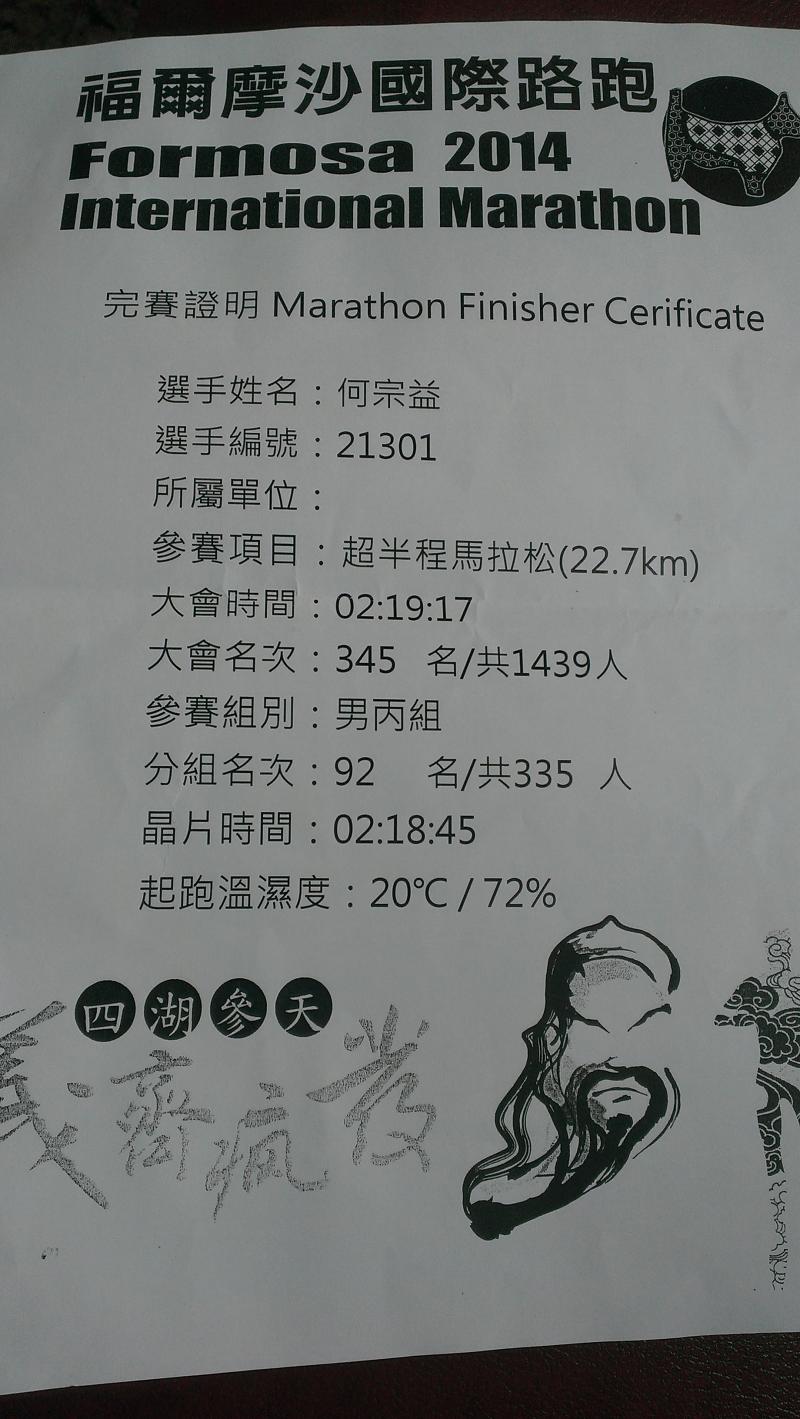 福爾摩沙國際路跑
Formosa 2014
International Marathon
完賽證明 Marathon Finisher Cerificate
選手姓名：何宗益
選手編號：21301
所屬單位：
參賽項目：超半程馬拉松(22.7km)
大會時間：02:19:17
大會名次：345 名/共1439人
參賽組別：男丙組
分組名次：92 名/共335 人
晶片時間：02:18:45
起跑溫濕度：20℃ / 72%
四湖參天
義齊瘋發